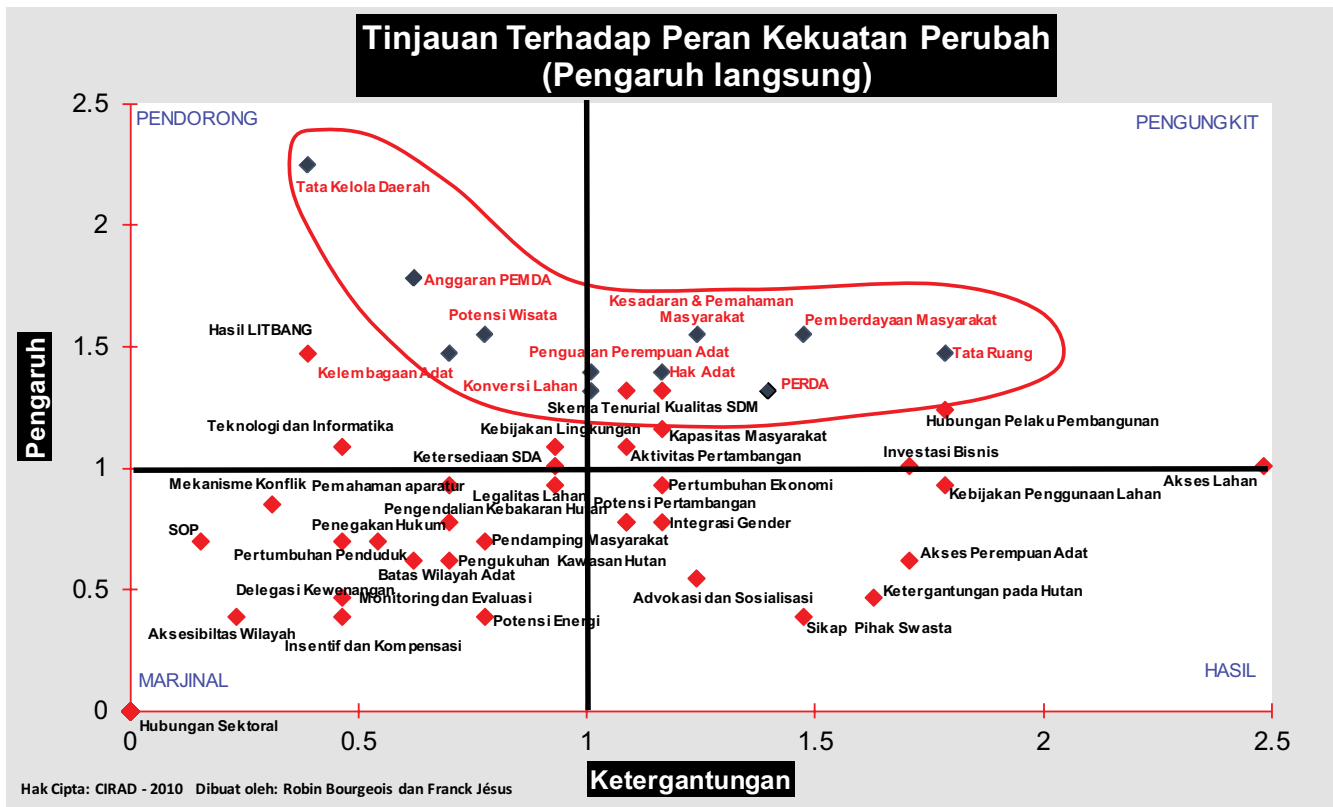 Tinjauan Terhadap Peran Kekuatan Perubah
(Pengaruh langsung)
2.5
PENDORONG
PENGUNGKIT
Tata Kelola Daerah
2
Anggaran PEMDA
Kesadaran & Pemahaman
Masyarakat
Potensi Wisata
Pemberdayaan Masyarakat
Hasil LITBANG
1.5
Penguatan Perempuan Adat
Tata Ruang
Kelembagaan Adat
Hak Adat
Konversi Lahan
PERDA
Skema Tenurial
Kualitas SDM
Pengaruh
Hubungan Pelaku Pembangunan
Teknologi dan Informatika
Kebijakan Lingkungan
Kapasitas Masyarakat
Ketersediaan SDA
Aktivitas Pertambangan
Investasi Bisnis
1
Akses Lahan
Mekanisme Konflik
Pemahaman aparatur
Legalitas Lahan
Pertumbuhan Ekonomi
Kebijakan Penggunaan Lahan
Pengendalian Kebakaran Hutan
Potensi Pertambangan
SOP
Penegakan Hukum
Integrasi Gender
Pertumbuhan Penduduk
Pendamping Masyarakat
Akses Perempuan Adat
Batas Wilayah Adat
Pengukuhan Kawasan Hutan
0.5
Delegasi Kewenangan
Monitoring dan Evaluasi
Advokasi dan Sosialisasi
Ketergantungan pada Hutan
Aksesibiltas Wilayah
Insentif dan Kompensasi
Potensi Energi
Sikap Pihak Swasta
MARJINAL
HASIL
0
Hubungan Sektoral
0
0.5
1
1.5
2
2.5
Ketergantungan
Hak Cipta: CIRAD - 2010 Dibuat oleh: Robin Bourgeois dan Franck Jésus